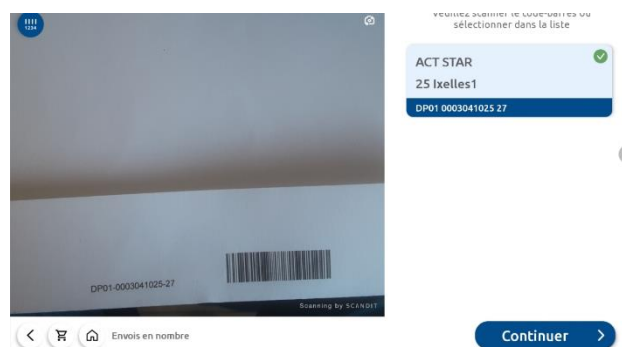 1234
DP01-0003041025-27
Scanning by SCANDIT
Envois en nombre
Veuillez scanner le code-barres ou
sélectionner dans la liste
ACT STAR
25 Ixelles1
DP01 0003041025 27
Continuer